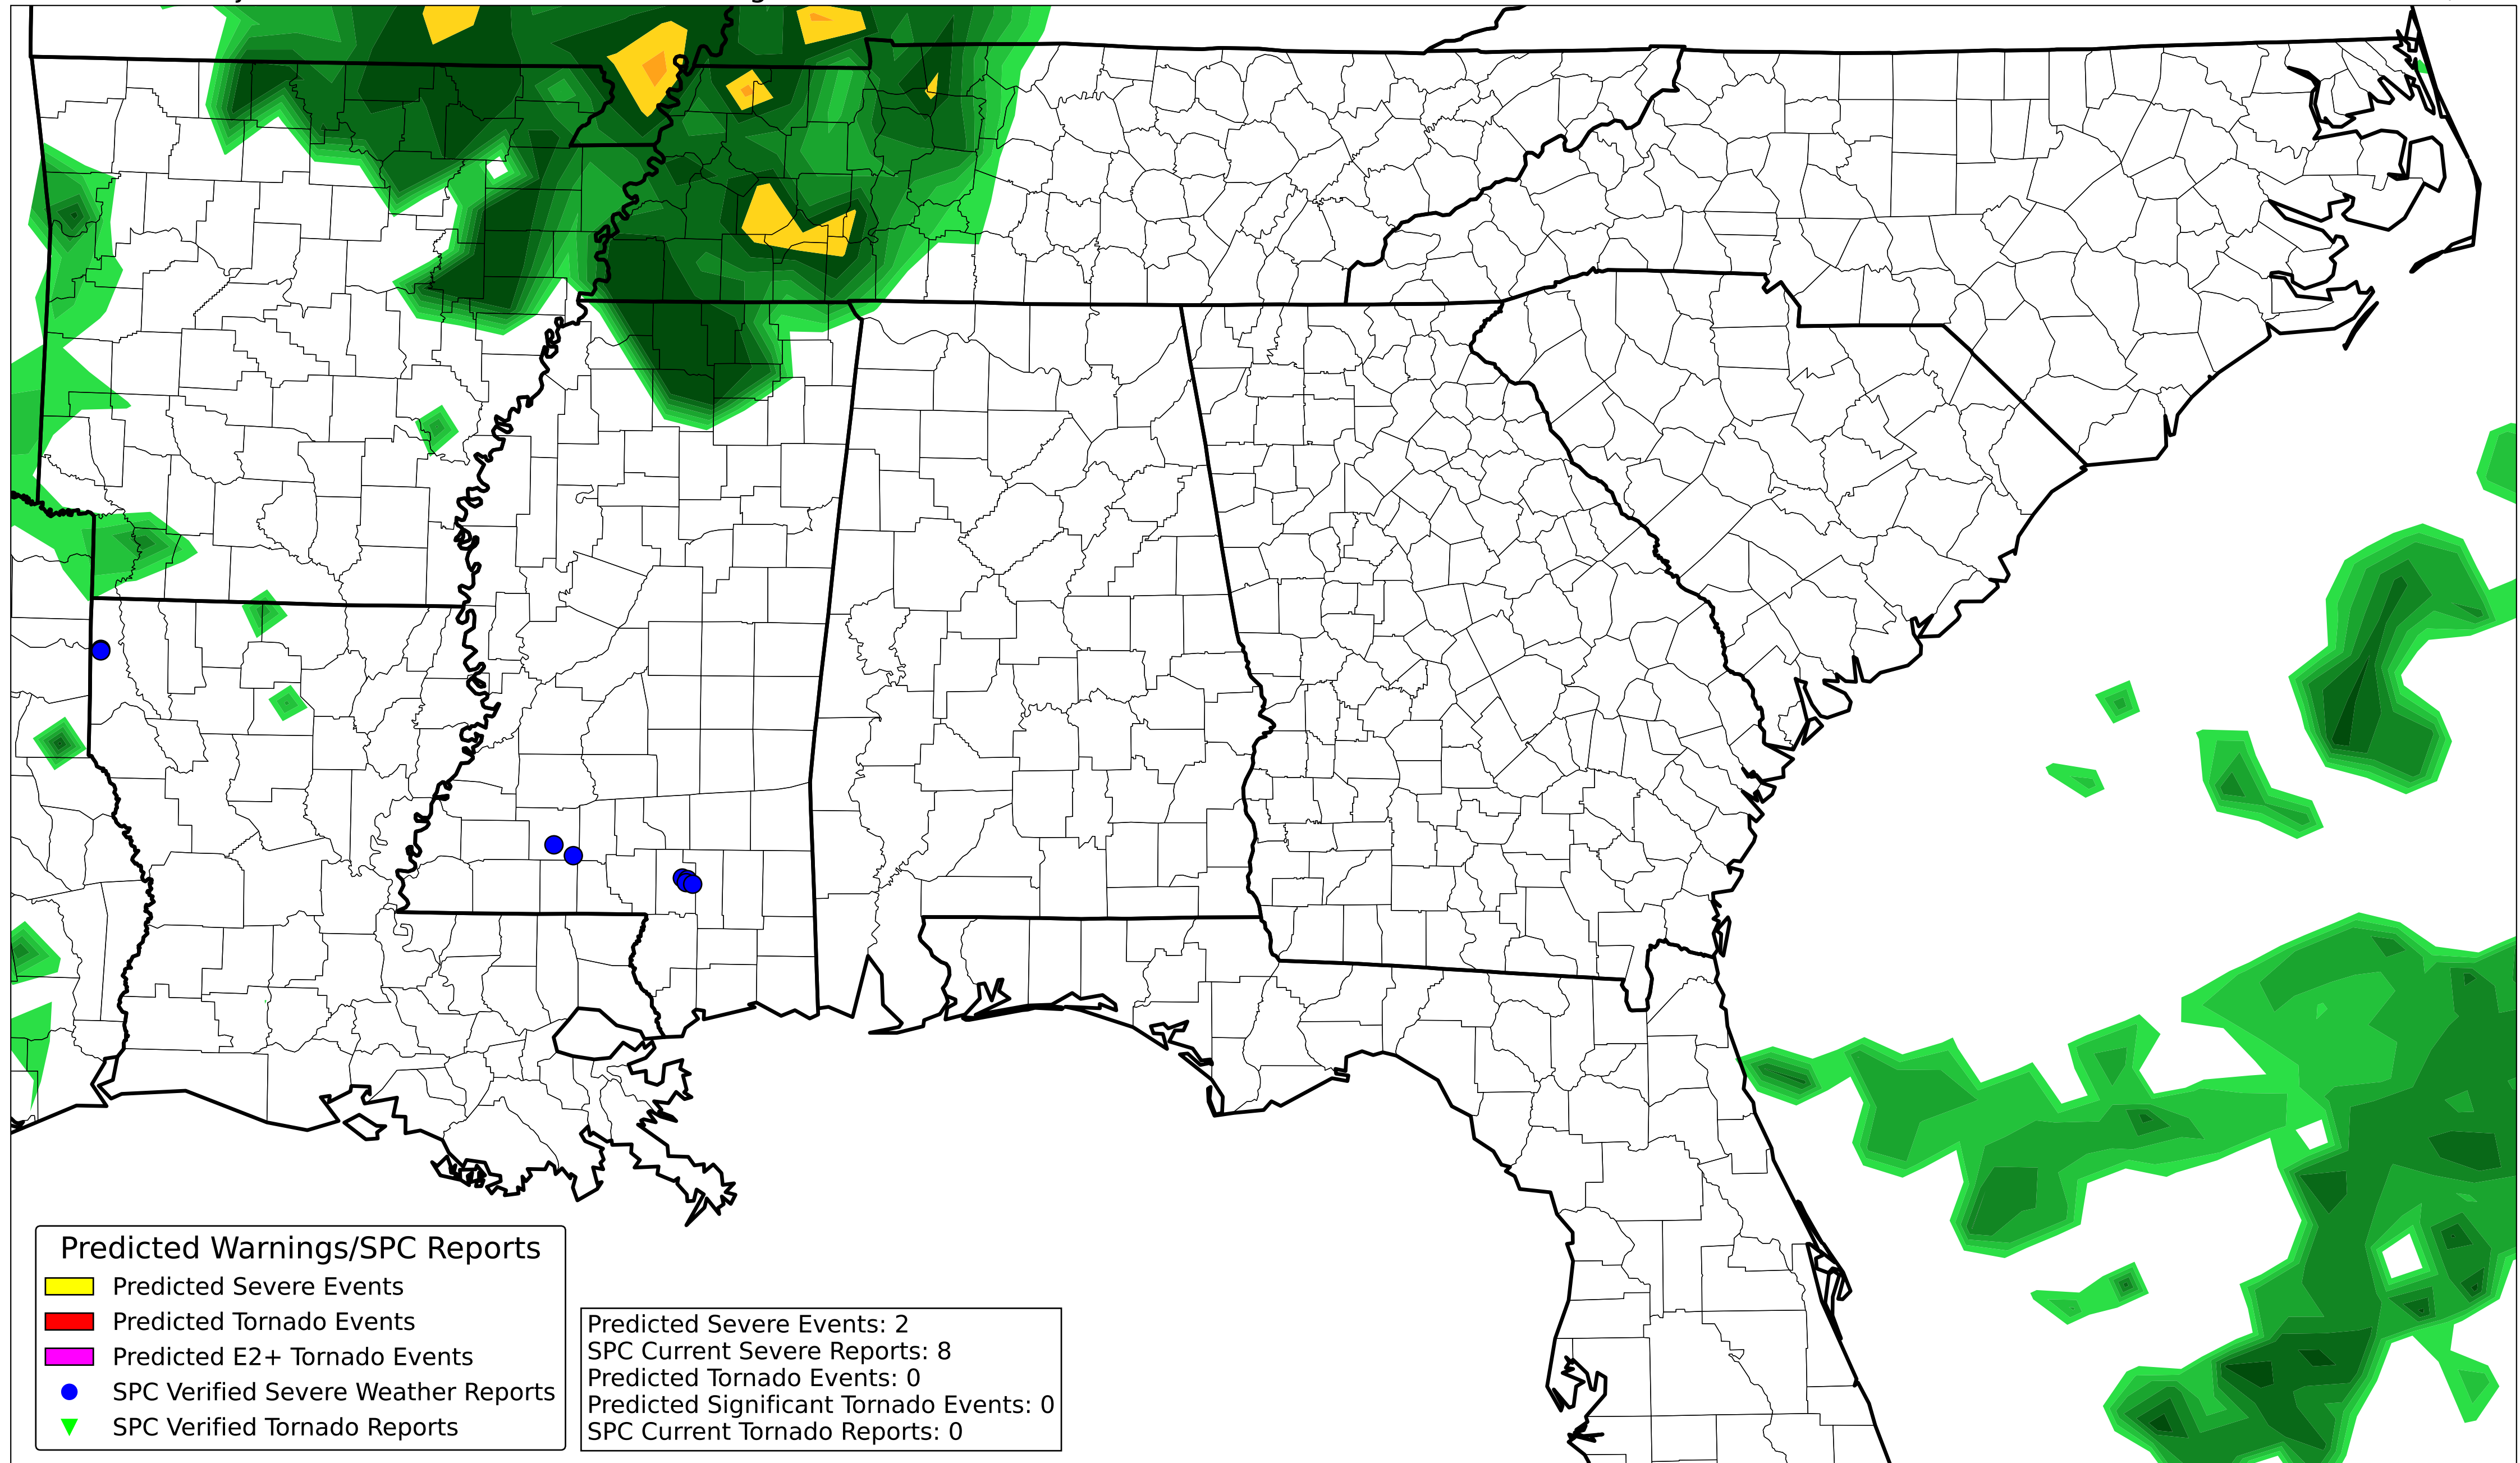 Predicted Warnings/SPC Reports
Predicted Severe Events
Predicted Tornado Events
Predicted E2+ Tornado Events
SPC Verified Severe Weather Reports
SPC Verified Tornado Reports
Predicted Severe Events: 2
SPC Current Severe Reports: 8
Predicted Tornado Events: 0
Predicted Significant Tornado Events: 0
SPC Current Tornado Reports: 0